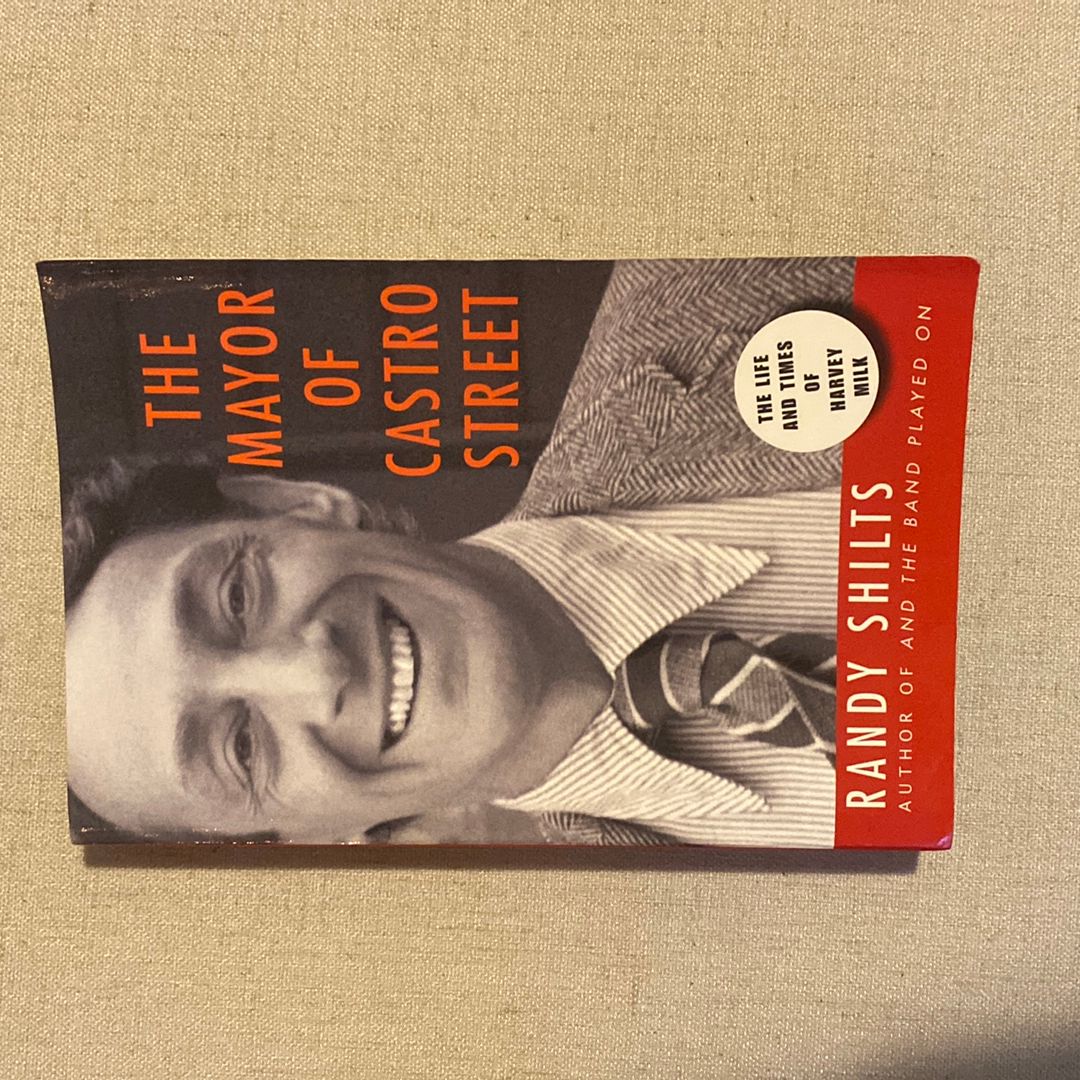 THE
MAYOR
OF
CASTRO
STREET
THE LIFE
AND TIMES
OF
HARVEY
MILK
RANDY SHILTS
AUTHOR OF AND THE BAND PLAYED ON